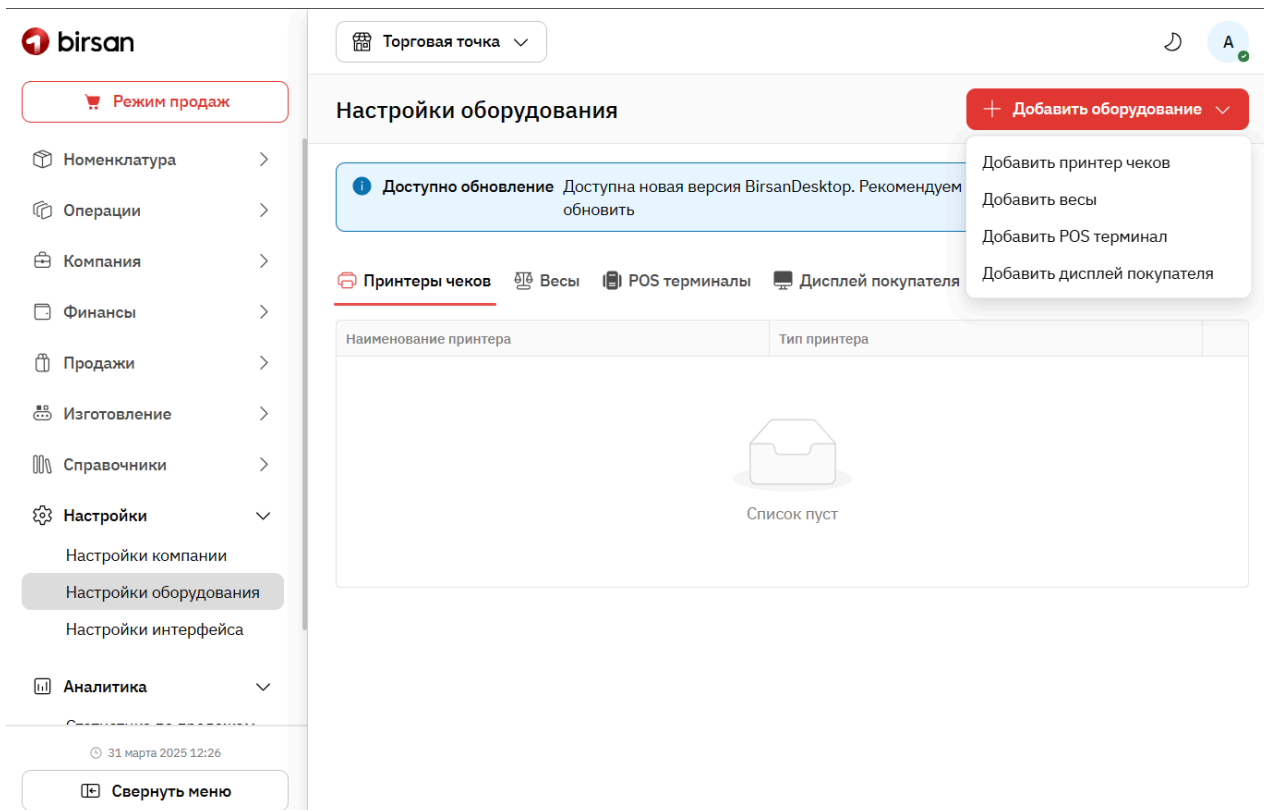 birsan
Торговая точка
A
Режим продаж
Номенклатура
Операции
Компания
Финансы
Продажи
Изготовление
Справочники
Настройки
Настройки компании
Настройки оборудования
Настройки интерфейса
Аналитика
31 марта 2025 12:26
Свернуть меню
Настройки оборудования
Добавить оборудование
Добавить принтер чеков
Добавить весы
Добавить POS терминал
Добавить дисплей покупателя
Доступно обновление Доступна новая версия BirsanDesktop. Рекомендуем
обновить
Принтеры чеков Весы POS терминалы Дисплей покупателя
Наименование принтера Тип принтера
Список пуст